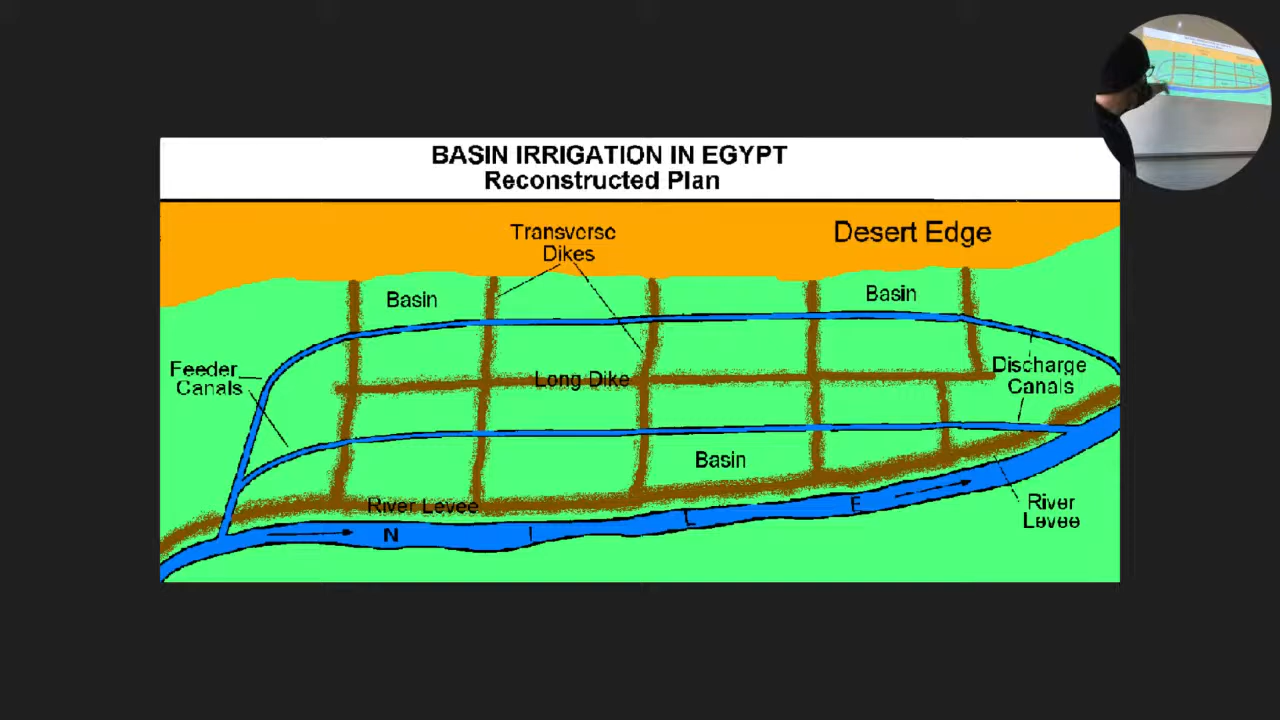 BASIN IRRIGATION IN EGYPT
Reconstructed Plan
Transverse
Dikes
Desert Edge
Basin
Basin
Feeder
Canals
Long Dike
Discharge
Canals
Basin
River Levee
River
Levee
N I L E